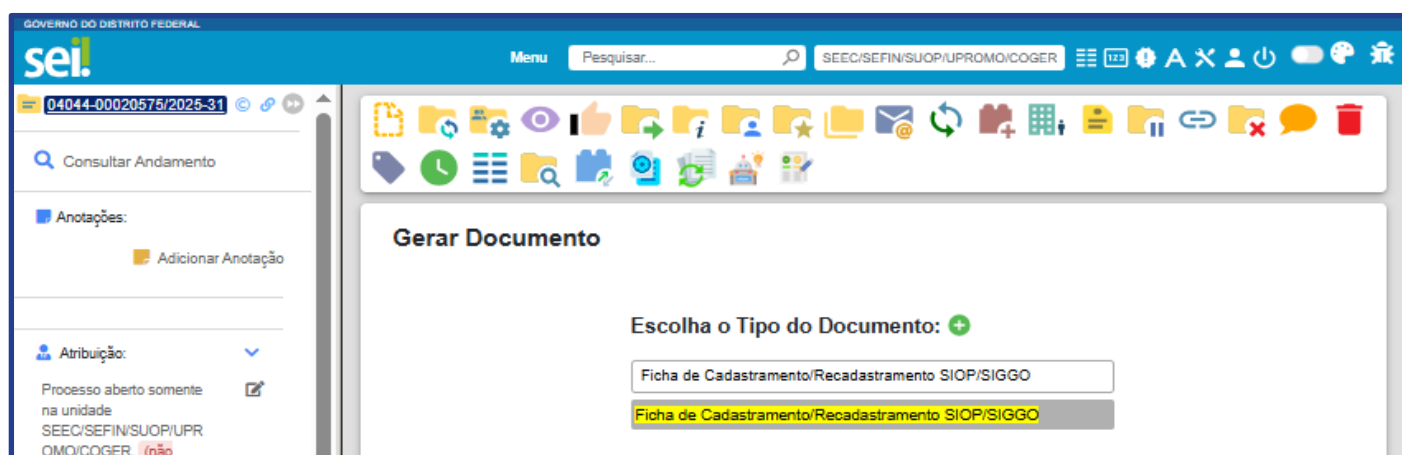 GOVERNO DO DISTRITO FEDERAL
sei!
Menu
Pesquisar...
SEEC/SEFIN/SUOP/UPROMO/COGER
123
04044-00020575/2025-31
Consultar Andamento
Anotações:
Adicionar Anotação
Atribuição:
Processo aberto somente
na unidade
SEEC/SEFIN/SUOP/UPR
OMO/COGER (não
Gerar Documento
Escolha o Tipo do Documento:
Ficha de Cadastramento/Recadastramento SIOP/SIGGO
Ficha de Cadastramento/Recadastramento SIOP/SIGGO